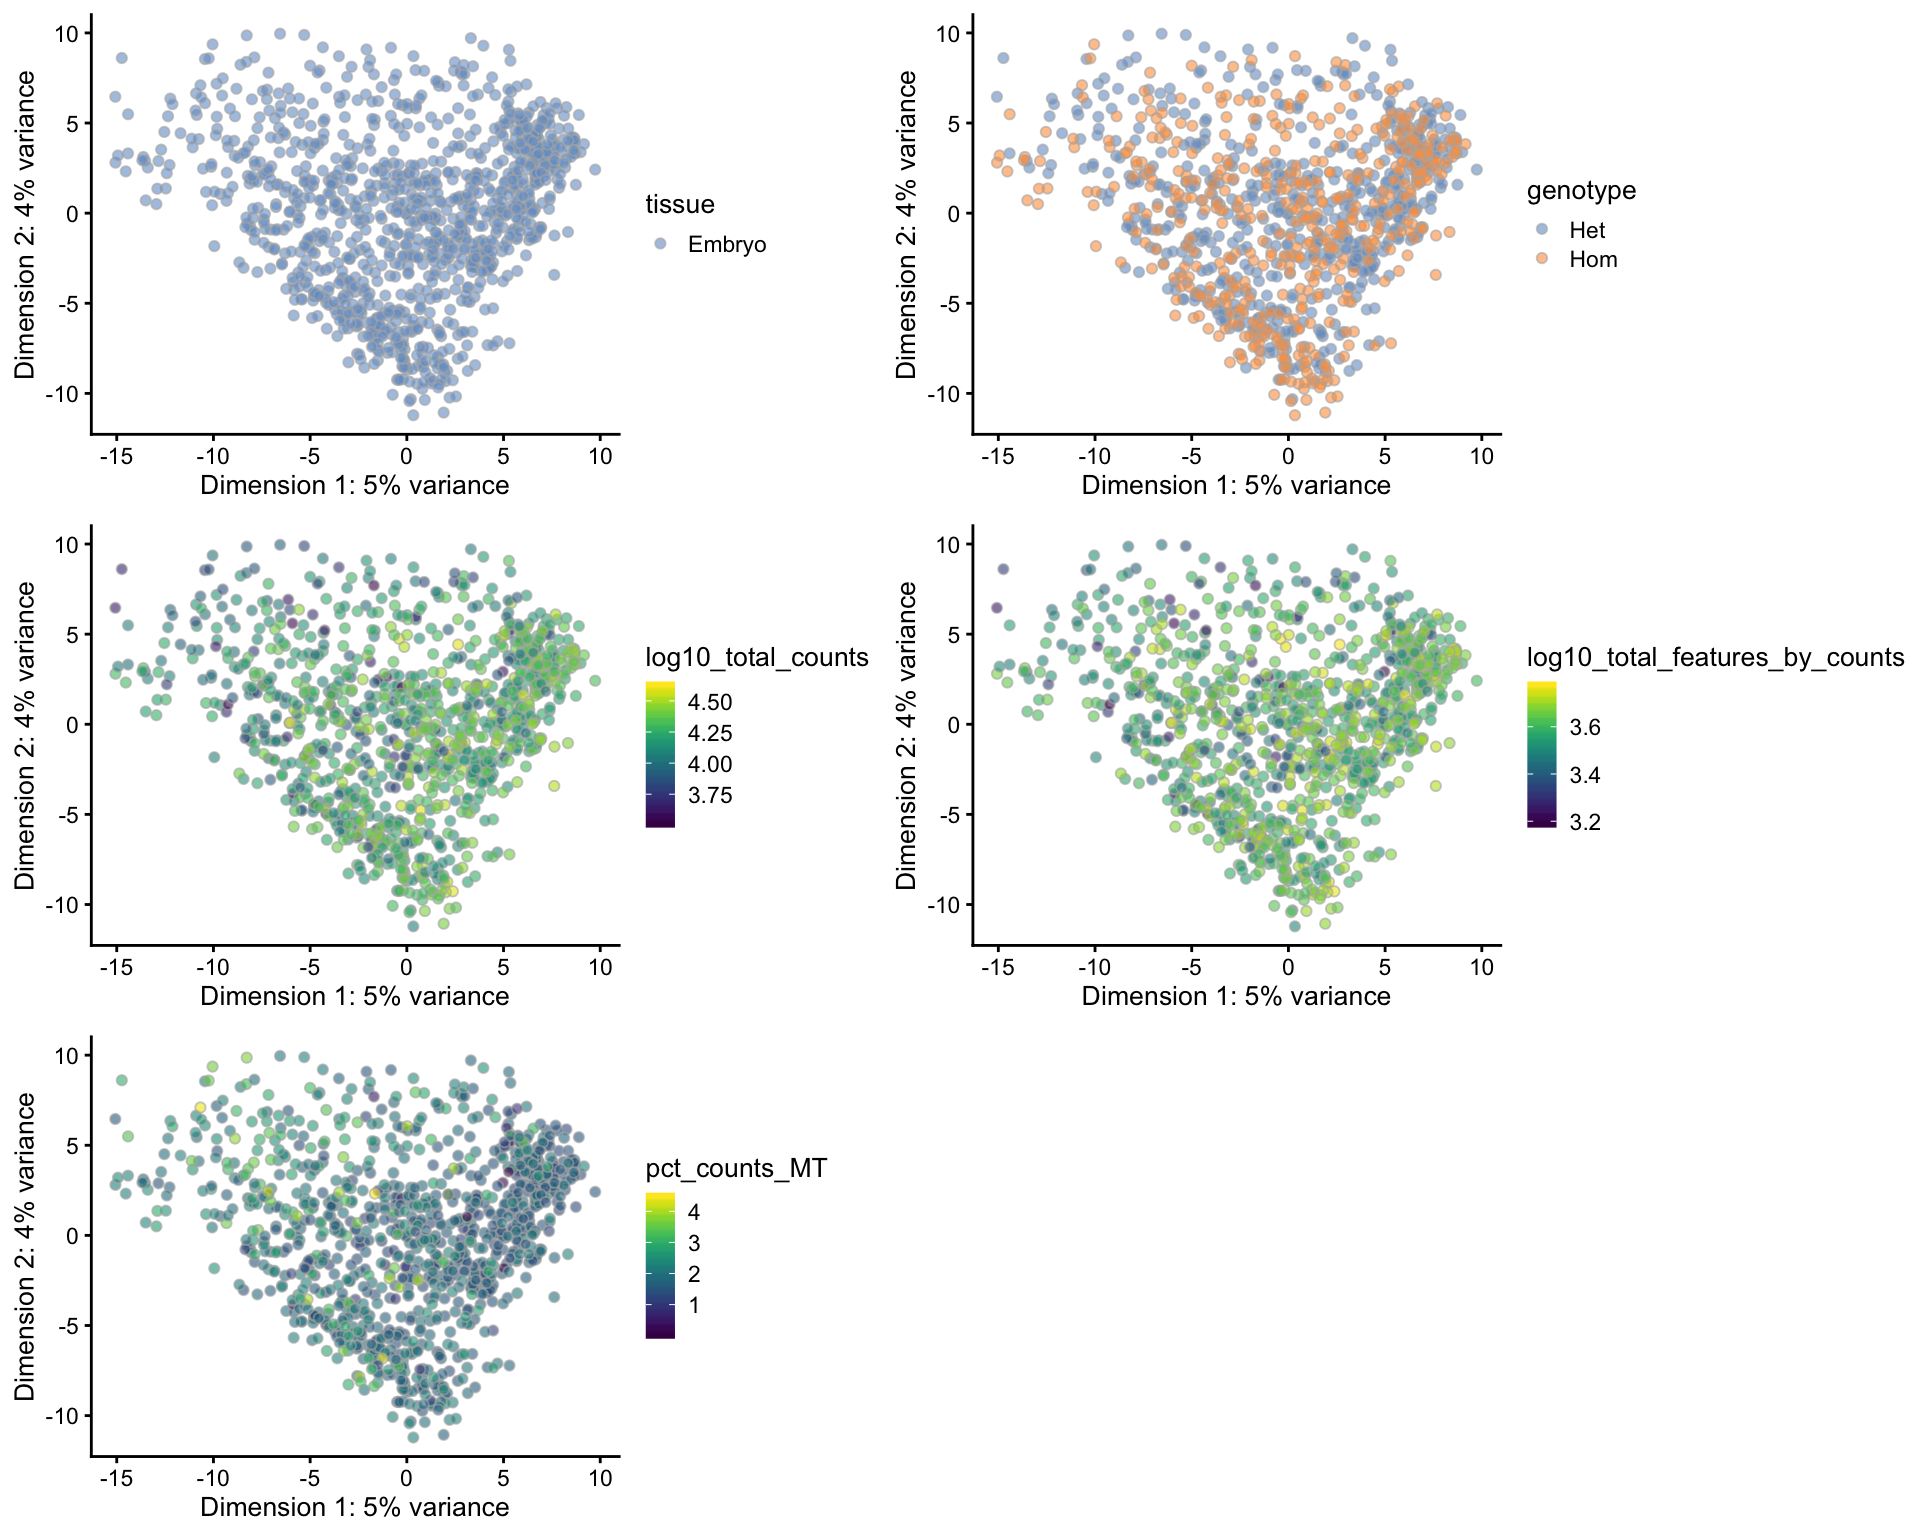 10
5
0
-5
-10
Dimension 2: 4% variance
-15 -10 -5 0 5 10
Dimension 1: 5% variance
tissue
Embryo
10
5
0
-5
-10
Dimension 2: 4% variance
-15 -10 -5 0 5 10
Dimension 1: 5% variance
genotype
Het
Hom
10
5
0
-5
-10
Dimension 2: 4% variance
-15 -10 -5 0 5 10
Dimension 1: 5% variance
log10_total_counts
4.50
4.25
4.00
3.75
10
5
0
-5
-10
Dimension 2: 4% variance
-15 -10 -5 0 5 10
Dimension 1: 5% variance
log10_total_features_by_counts
3.6
3.4
3.2
10
5
0
-5
-10
Dimension 2: 4% variance
-15 -10 -5 0 5 10
Dimension 1: 5% variance
pct_counts_MT
4
3
2
1